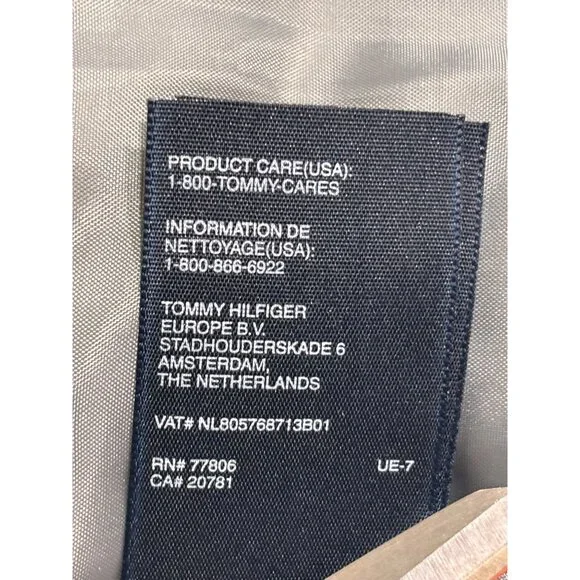 PRODUCT CARE(USA):
1-800-TOMMY-CARES
INFORMATION DE
NETTOYAGE(USA):
1-800-866-6922
TOMMY HILFIGER
EUROPE B.V.
STADHOUDERSKADE 6
AMSTERDAM,
THE NETHERLANDS
VAT# NL805768713B01
RN# 77806 UE-7
CA# 20781